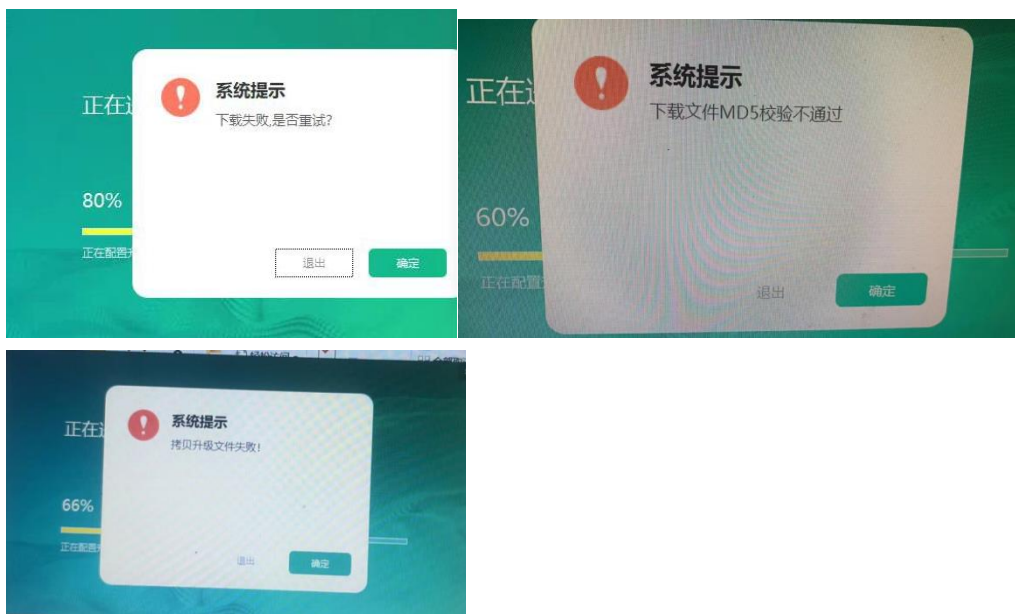 正在
系统提示
下载失败,是否重试?
80%
正在配置
退出
确定
正在
系统提示
下载文件MD5校验不通过
60%
正在配置
退出
确定
正在
系统提示
拷贝升级文件失败!
66%
正在配置
退出
确定